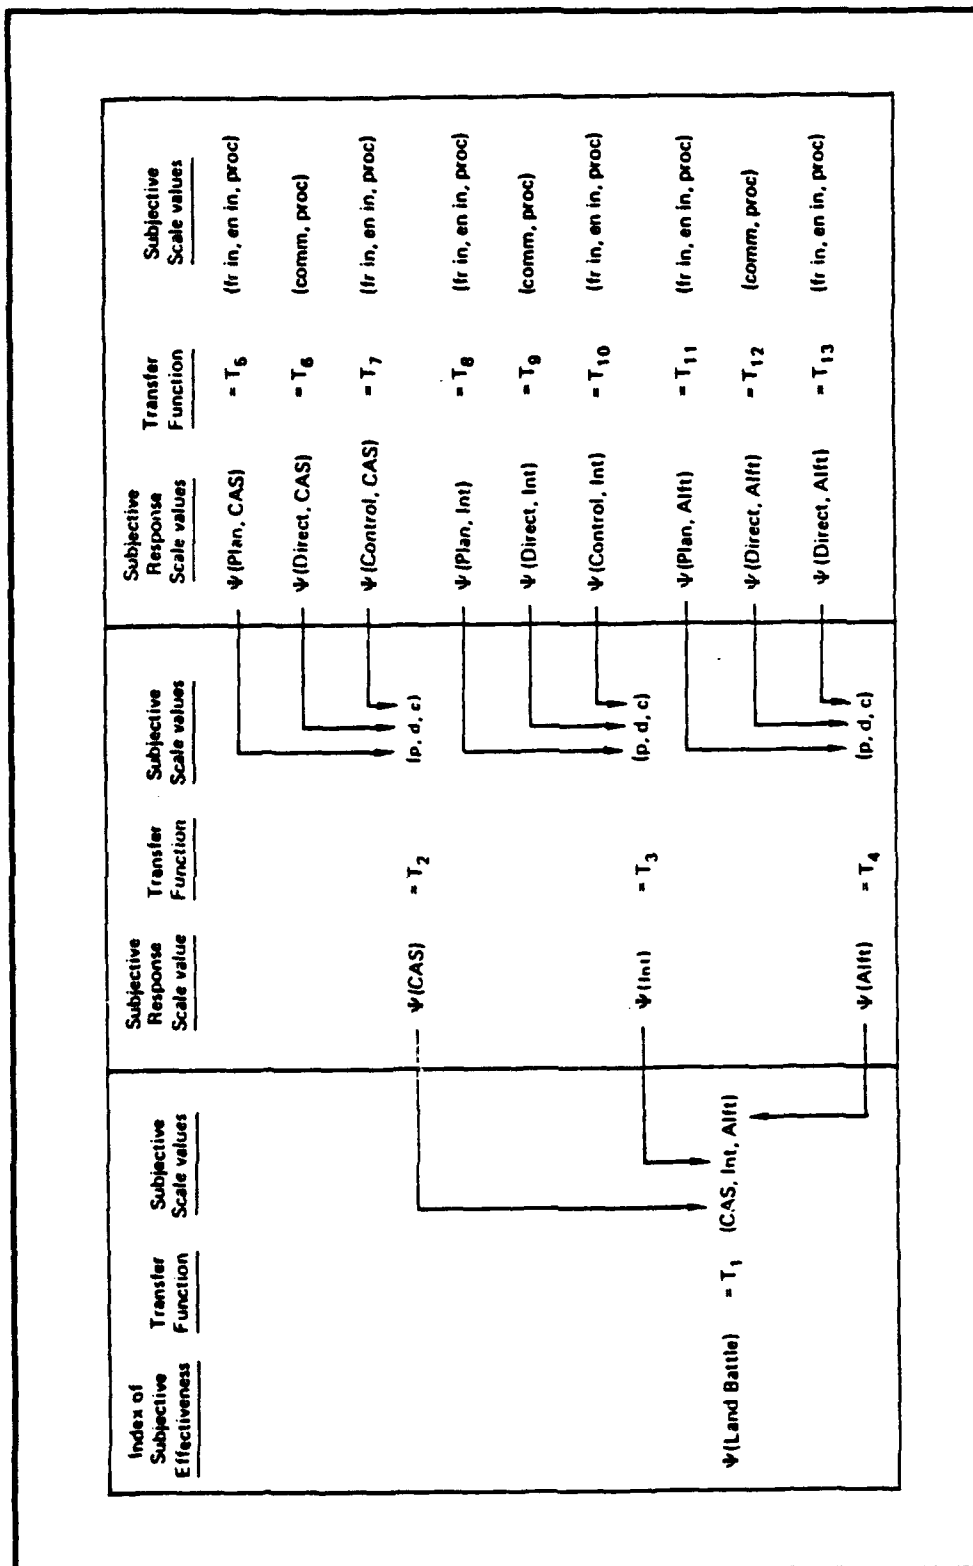 Index of
Subjective
Effectiveness
Transfer
Function
Subjective
Scale values
Ψ(Land Battle) = T1 (CAS, Int, Alft)
Subjective
Response
Scale value
Transfer
Function
Subjective
Scale values
Ψ(CAS) = T2 (p, d, c)
Ψ(Int) = T3 (p, d, c)
Ψ(Alft) = T4 (p, d, c)
Subjective
Response
Scale values
Transfer
Function
Subjective
Scale values
Ψ(Plan, CAS) = T5 (fr in, en in, proc)
Ψ(Direct, CAS) = T6 (comm, proc)
Ψ(Control, CAS) = T7 (fr in, en in, proc)
Ψ(Plan, Int) = T8 (fr in, en in, proc)
Ψ(Direct, Int) = T9 (comm, proc)
Ψ(Control, Int) = T10 (fr in, en in, proc)
Ψ(Plan, Alft) = T11 (fr in, en in, proc)
Ψ(Direct, Alft) = T12 (comm, proc)
Ψ(Direct, Alft) = T13 (fr in, en in, proc)